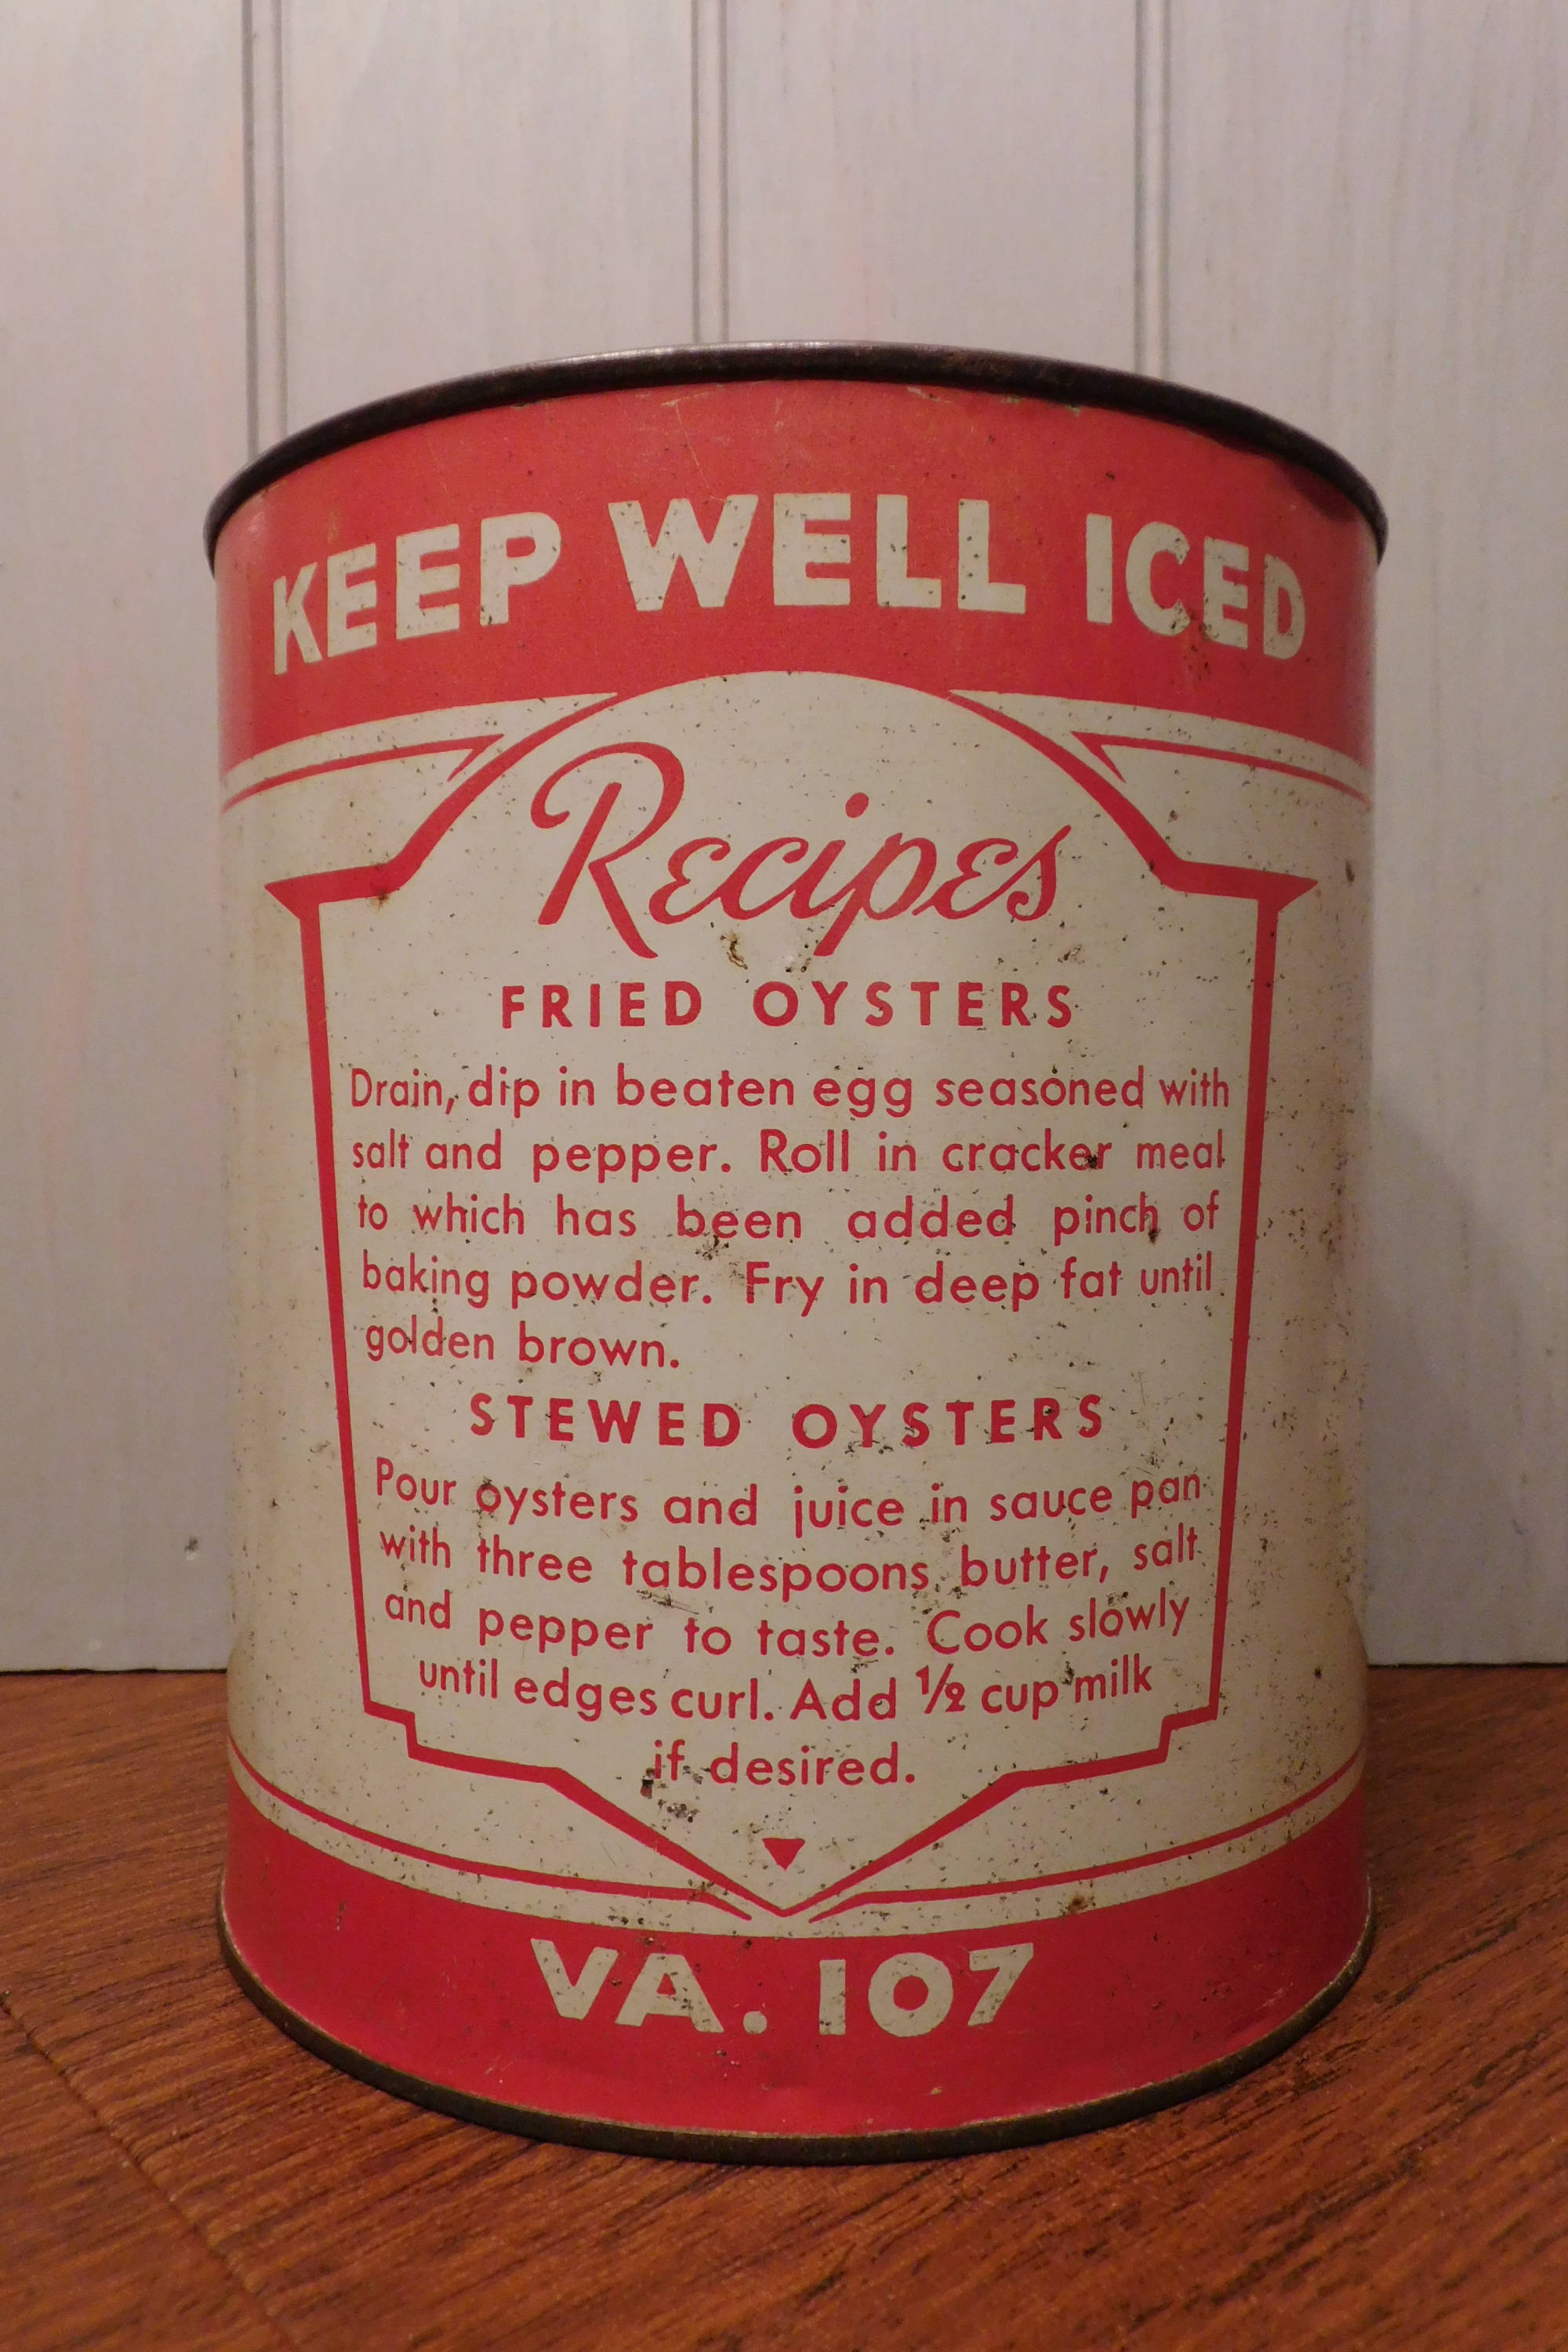 KEEP WELL ICED
Recipes
FRIED OYSTERS
Drain, dip in beaten egg seasoned with
salt and pepper. Roll in cracker meal
to which has been added pinch of
baking powder. Fry in deep fat until
golden brown.
STEWED OYSTERS
Pour oysters and juice in sauce pan
with three tablespoons butter, salt
and pepper to taste. Cook slowly
until edges curl. Add ½ cup milk
if desired.
VA. 107